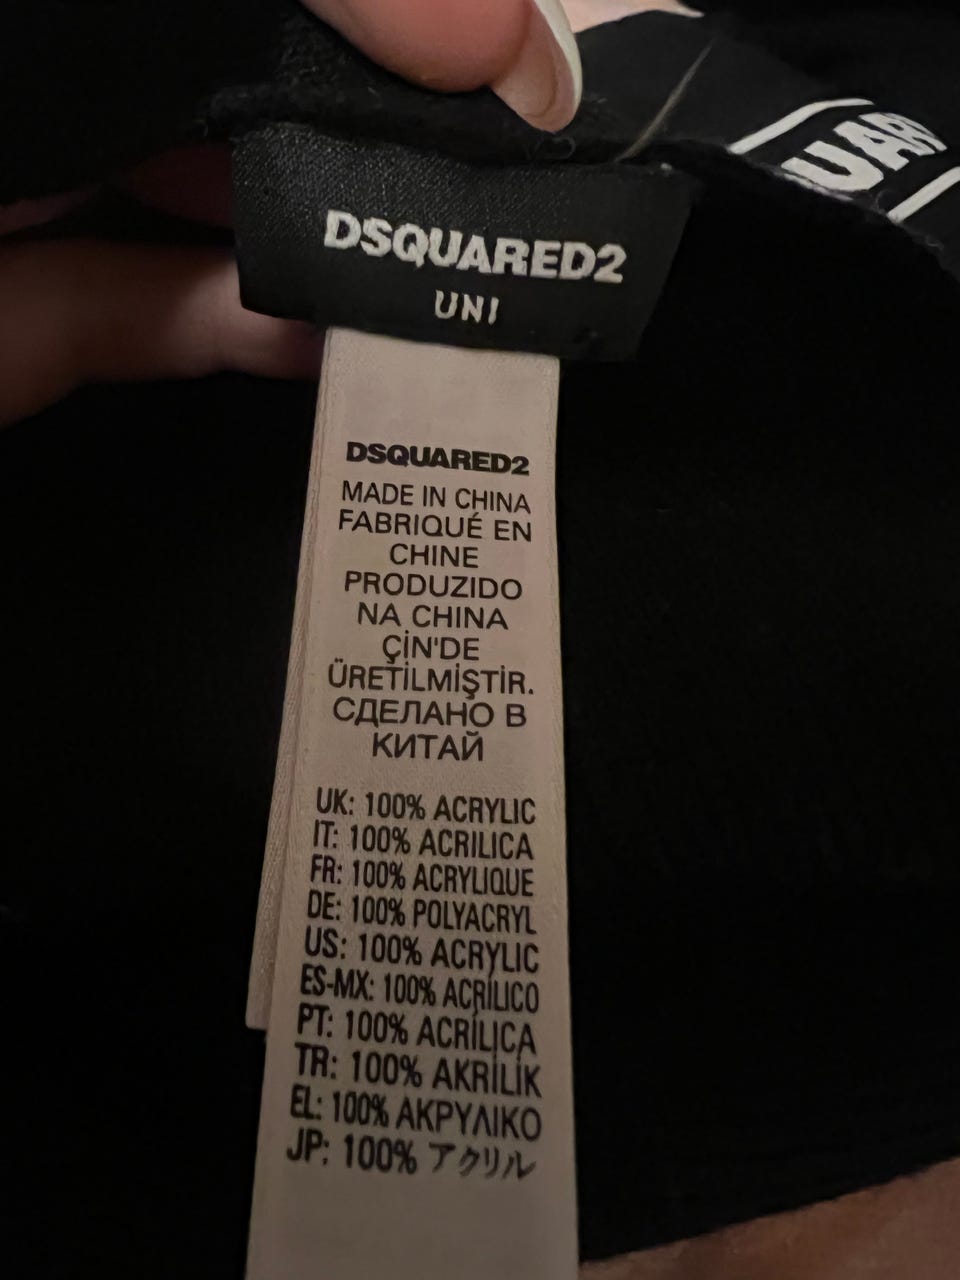 UAR
DSQUARED2
UNI
DSQUARED2
MADE IN CHINA
FABRIQUÉ EN
CHINE
PRODUZIDO
NA CHINA
ÇİN'DE
ÜRETİLMİŞTİR.
СДЕЛАНО В
КИТАЙ
UK: 100% ACRYLIC
IT: 100% ACRILICA
FR: 100% ACRYLIQUE
DE: 100% POLYACRYL
US: 100% ACRYLIC
ES-MX: 100% ACRÍLICO
PT: 100% ACRÍLICA
TR: 100% AKRİLİK
EL: 100% ΑΚΡΥΛΙΚΟ
JP: 100% アクリル